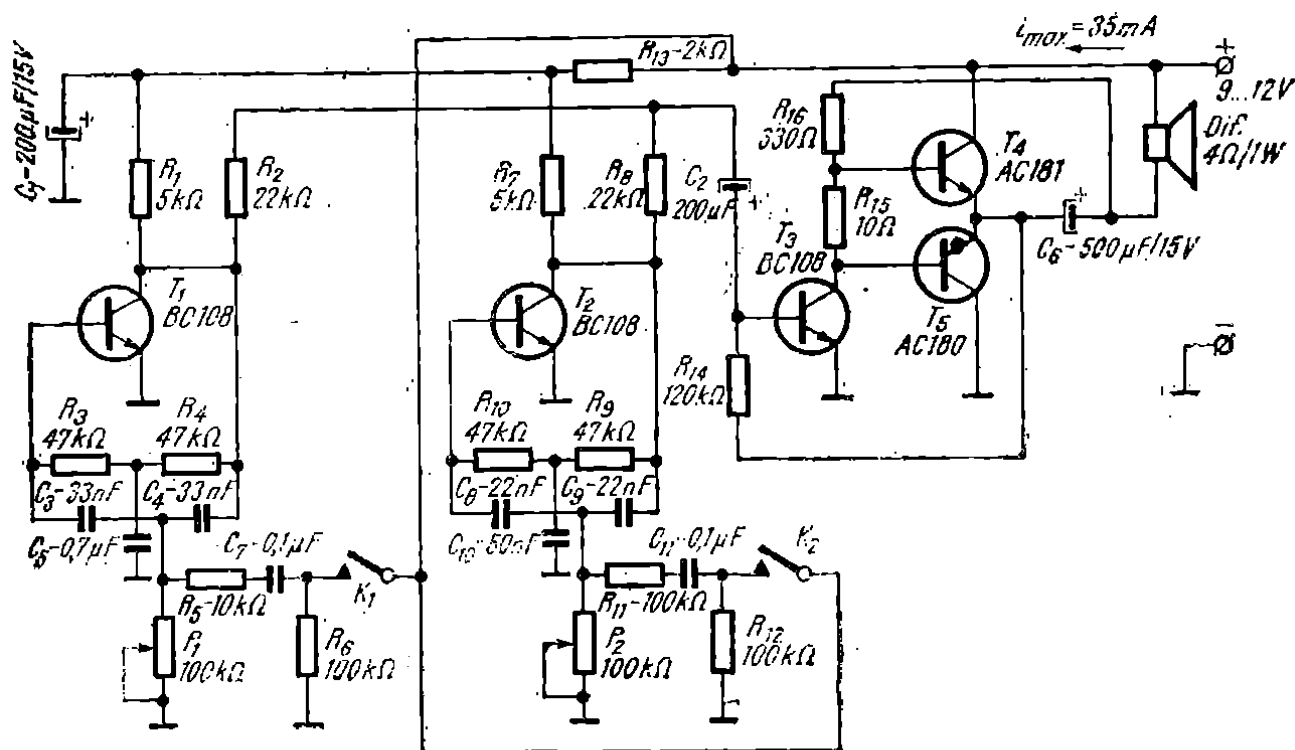 C₁-200µF/15V
+
R₁
5kΩ
R₂
22kΩ
T₁
BC108
R₃
47kΩ
R₄
47kΩ
C₃-33nF
C₄-33nF
C₅-0,7µF
C₇-0,1µF
R₅-10kΩ
K₁
P₁
100kΩ
R₆
100kΩ
R₁₃-2kΩ
R₇
5kΩ
R₈
22kΩ
C₂
200µF
+
T₂
BC108
R₁₀
47kΩ
R₉
47kΩ
C₈-22nF
C₉-22nF
C₁₀-50nF
C₁₁-0,1µF
R₁₁-100kΩ
K₂
P₂
100kΩ
R₁₂
100kΩ
T₃
BC108
R₁₄
120kΩ
R₁₆
330Ω
R₁₅
10Ω
T₄
AC181
T₅
AC180
+
C₆-500µF/15V
i max.=35mA
+
9...12V
Dif.
4Ω/1W
-